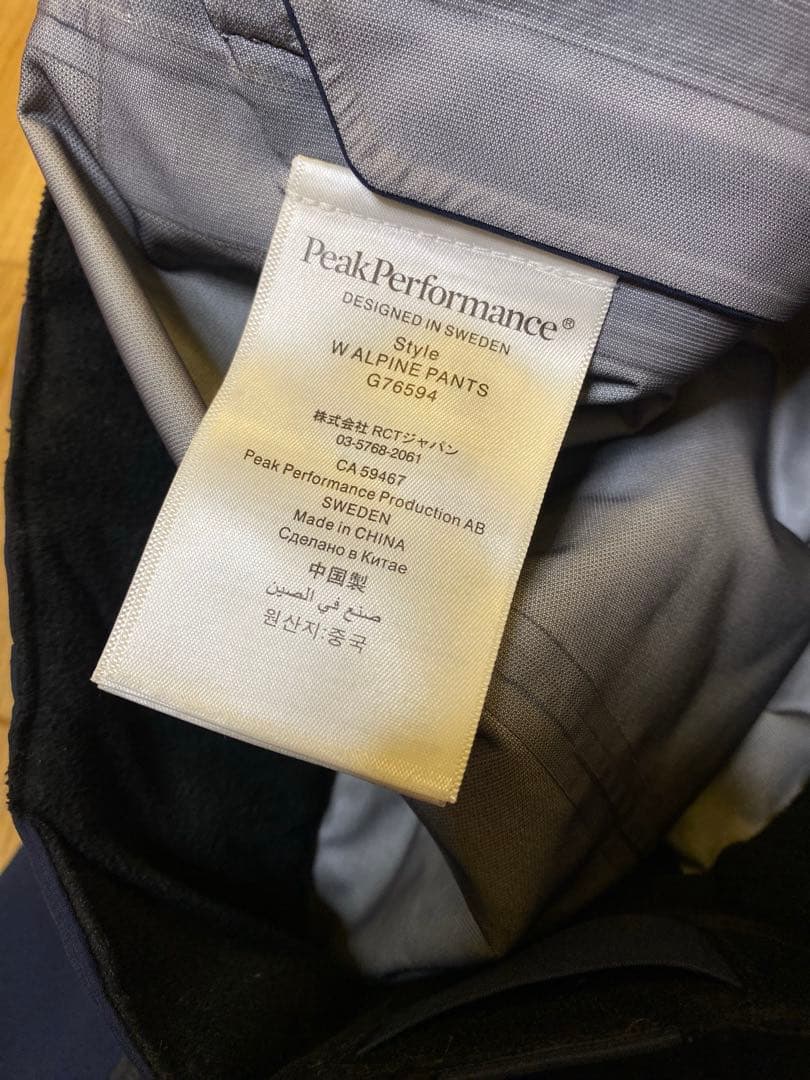 PeakPerformance®
DESIGNED IN SWEDEN
Style
W ALPINE PANTS
G76594
株式会社 RCTジャパン
03-5768-2061
CA 59467
Peak Performance Production AB
SWEDEN
Made in CHINA
Сделано в Китае
中国製
صنع في الصين
원산지:중국